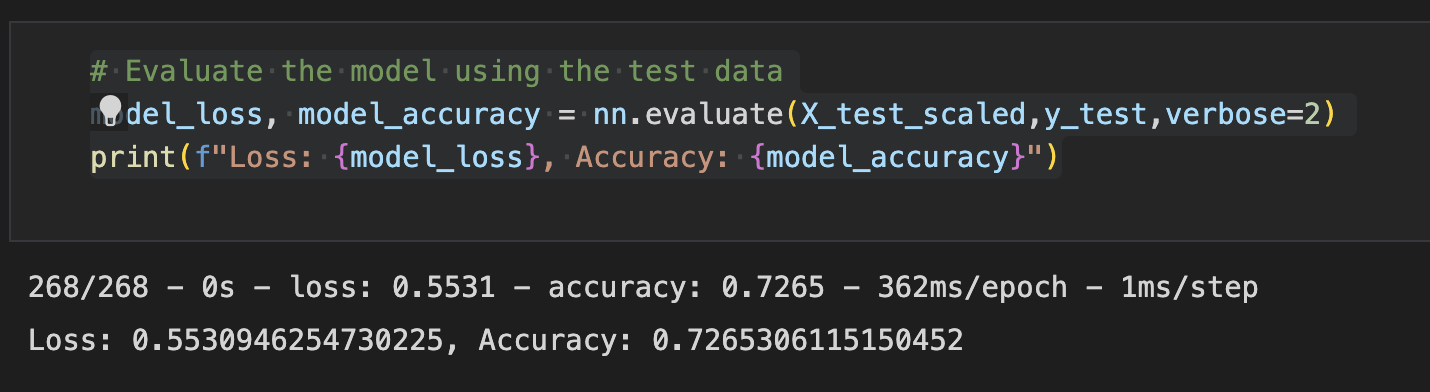 # Evaluate the model using the test data
model_loss, model_accuracy = nn.evaluate(X_test_scaled,y_test,verbose=2)
print(f"Loss: {model_loss}, Accuracy: {model_accuracy}")
268/268 - 0s - loss: 0.5531 - accuracy: 0.7265 - 362ms/epoch - 1ms/step
Loss: 0.5530946254730225, Accuracy: 0.7265306115150452